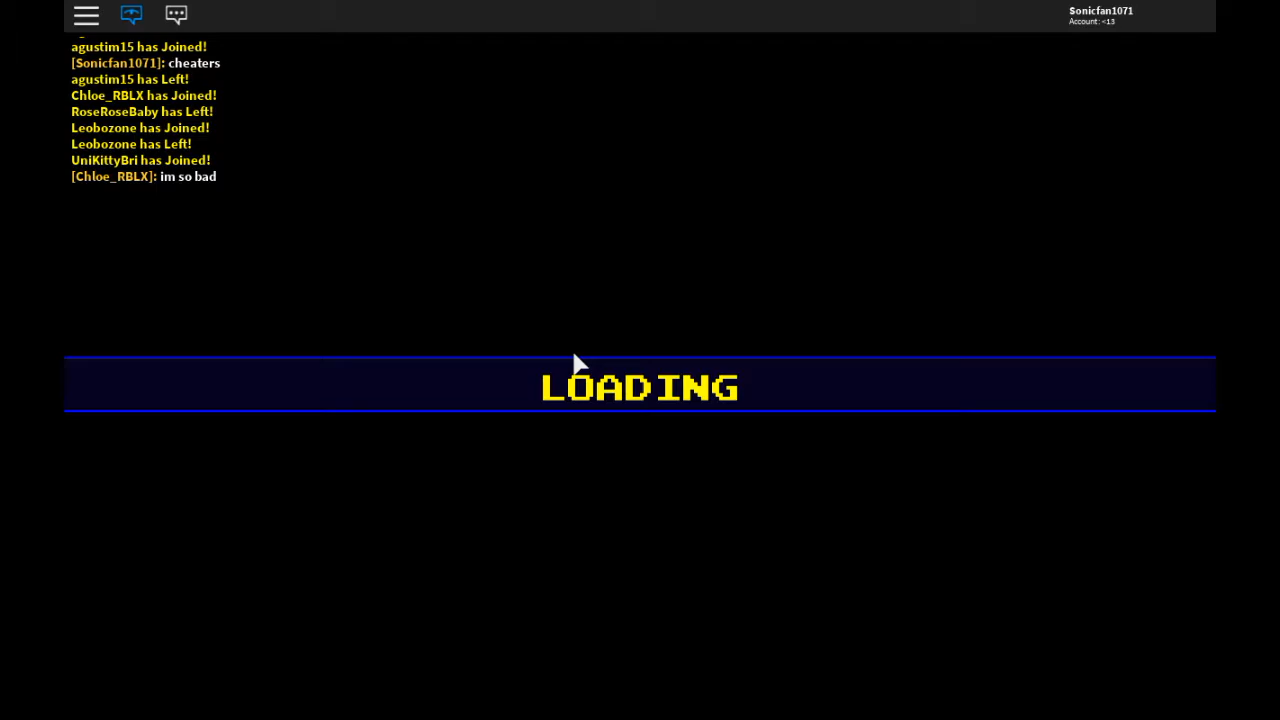 Sonicfan1071
Account: <13
agustim15 has Joined!
[Sonicfan1071]: cheaters
agustim15 has Left!
Chloe_RBLX has Joined!
RoseRoseBaby has Left!
Leobozone has Joined!
Leobozone has Left!
UniKittyBri has Joined!
[Chloe_RBLX]: im so bad
LOADING